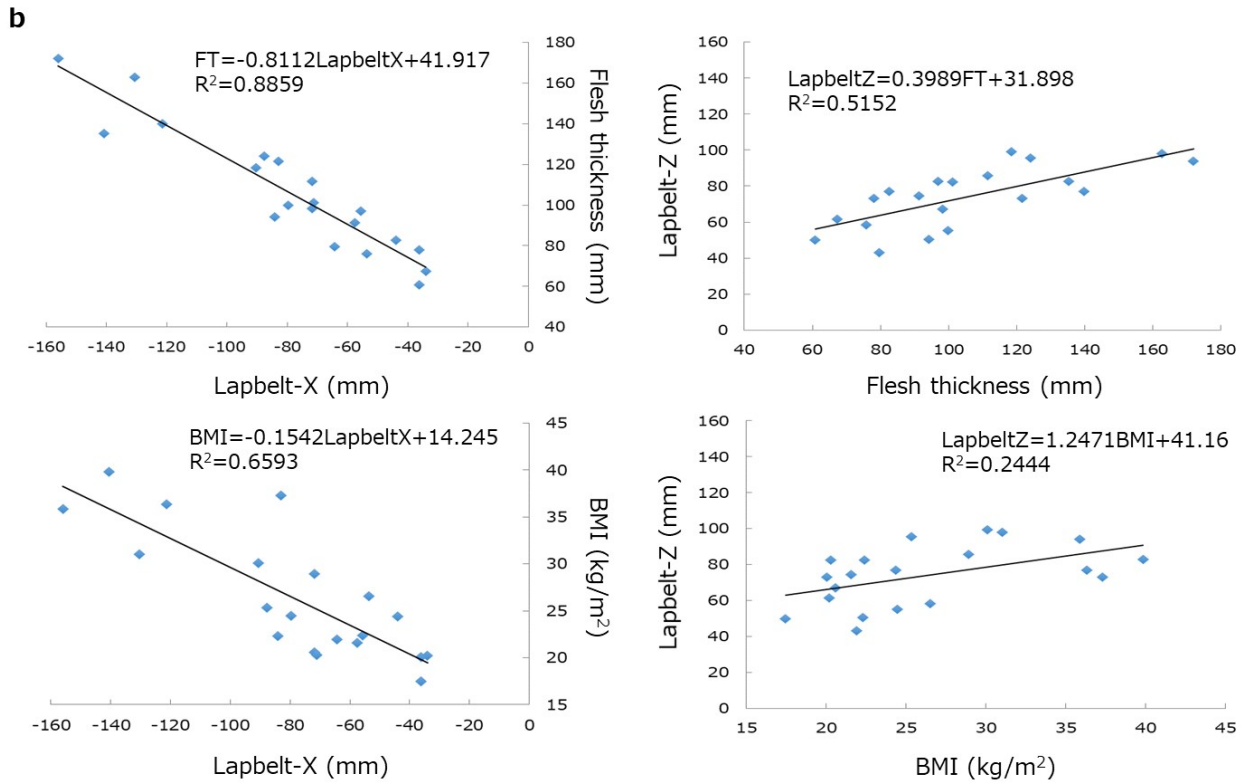 b
FT=-0.8112LapbeltX+41.917
R²=0.8859
180
160
140
120
100
80
60
40
Flesh thickness (mm)
-160 -140 -120 -100 -80 -60 -40 -20 0
Lapbelt-X (mm)
LapbeltZ=0.3989FT+31.898
R²=0.5152
160
140
120
100
80
60
40
20
0
Lapbelt-Z (mm)
40 60 80 100 120 140 160 180
Flesh thickness (mm)
BMI=-0.1542LapbeltX+14.245
R²=0.6593
45
40
35
30
25
20
15
BMI (kg/m²)
-160 -140 -120 -100 -80 -60 -40 -20 0
Lapbelt-X (mm)
LapbeltZ=1.2471BMI+41.16
R²=0.2444
160
140
120
100
80
60
40
20
0
Lapbelt-Z (mm)
15 20 25 30 35 40 45
BMI (kg/m²)